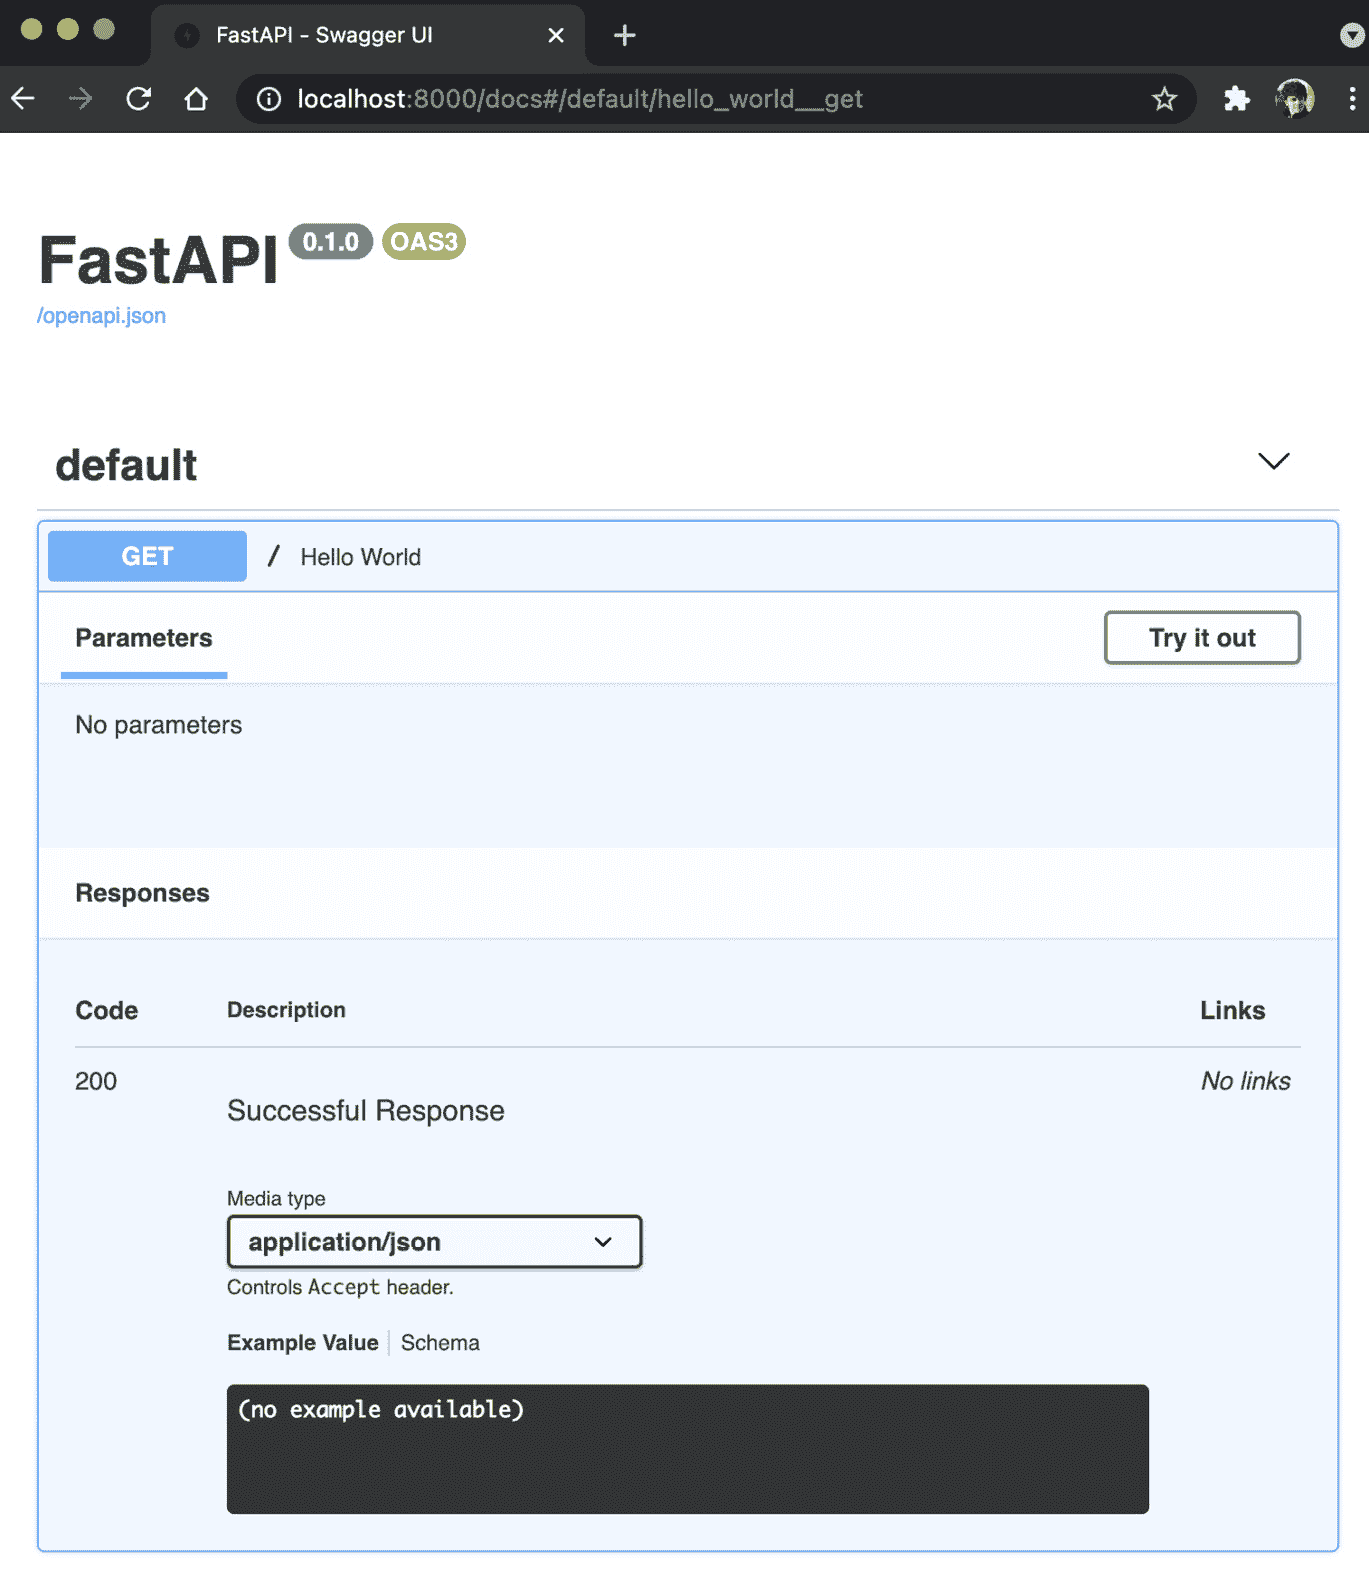 FastAPI - Swagger UI
localhost:8000/docs#/default/hello_world__get
FastAPI 0.1.0 OAS3
/openapi.json
default
GET / Hello World
Parameters Try it out
No parameters
Responses
Code Description Links
200 No links
Successful Response
Media type
application/json
Controls Accept header.
Example Value Schema
(no example available)